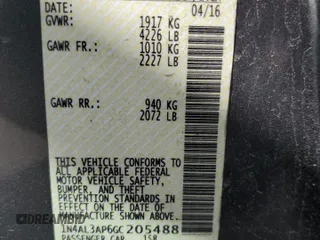 DATE: 04/16
GVWR: 1917 KG
4226 LB
GAWR FR: 1010 KG
2227 LB
GAWR RR: 940 KG
2072 LB
THIS VEHICLE CONFORMS TO
ALL APPLICABLE FEDERAL
MOTOR VEHICLE SAFETY,
BUMPER, AND THEFT
PREVENTION STANDARDS
IN EFFECT ON THE DATE OF
MANUFACTURE SHOWN ABOVE.
1N4AL3AP6GC205488
PASSENGER CAR 158
DREAMBID